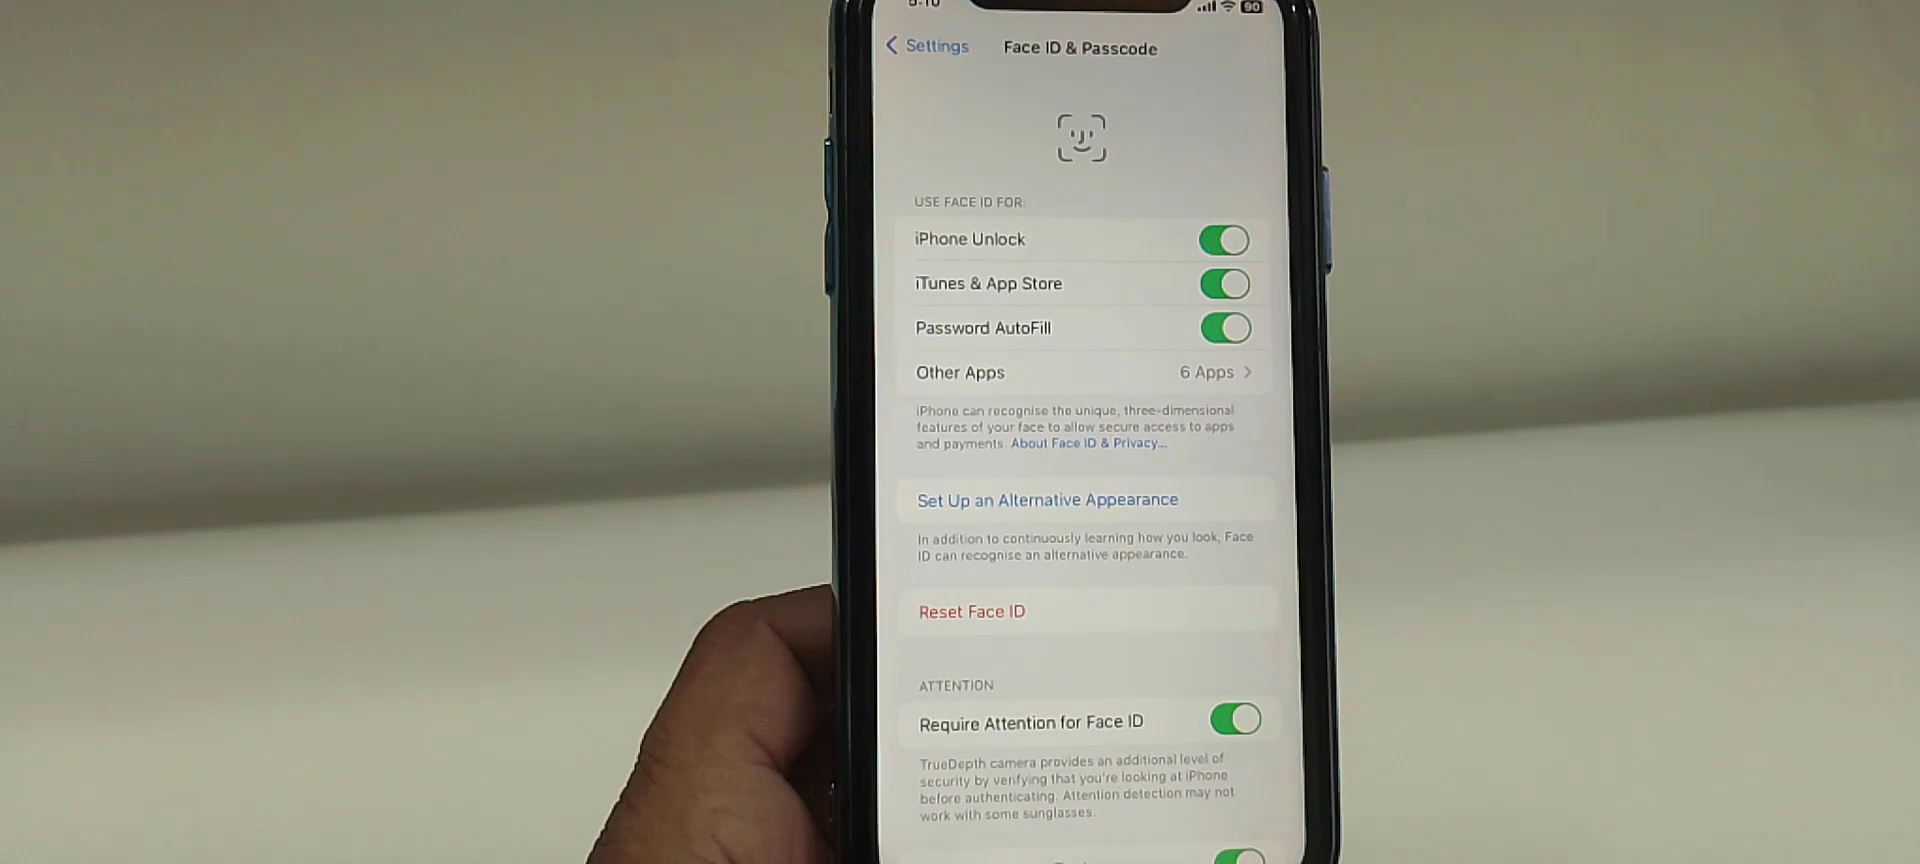 90
Settings
Face ID & Passcode
USE FACE ID FOR:
iPhone Unlock
iTunes & App Store
Password AutoFill
Other Apps 6 Apps
iPhone can recognise the unique, three-dimensional
features of your face to allow secure access to apps
and payments. About Face ID & Privacy...
Set Up an Alternative Appearance
In addition to continuously learning how you look, Face
ID can recognise an alternative appearance.
Reset Face ID
ATTENTION
Require Attention for Face ID
TrueDepth camera provides an additional level of
security by verifying that you're looking at iPhone
before authenticating. Attention detection may not
work with some sunglasses.